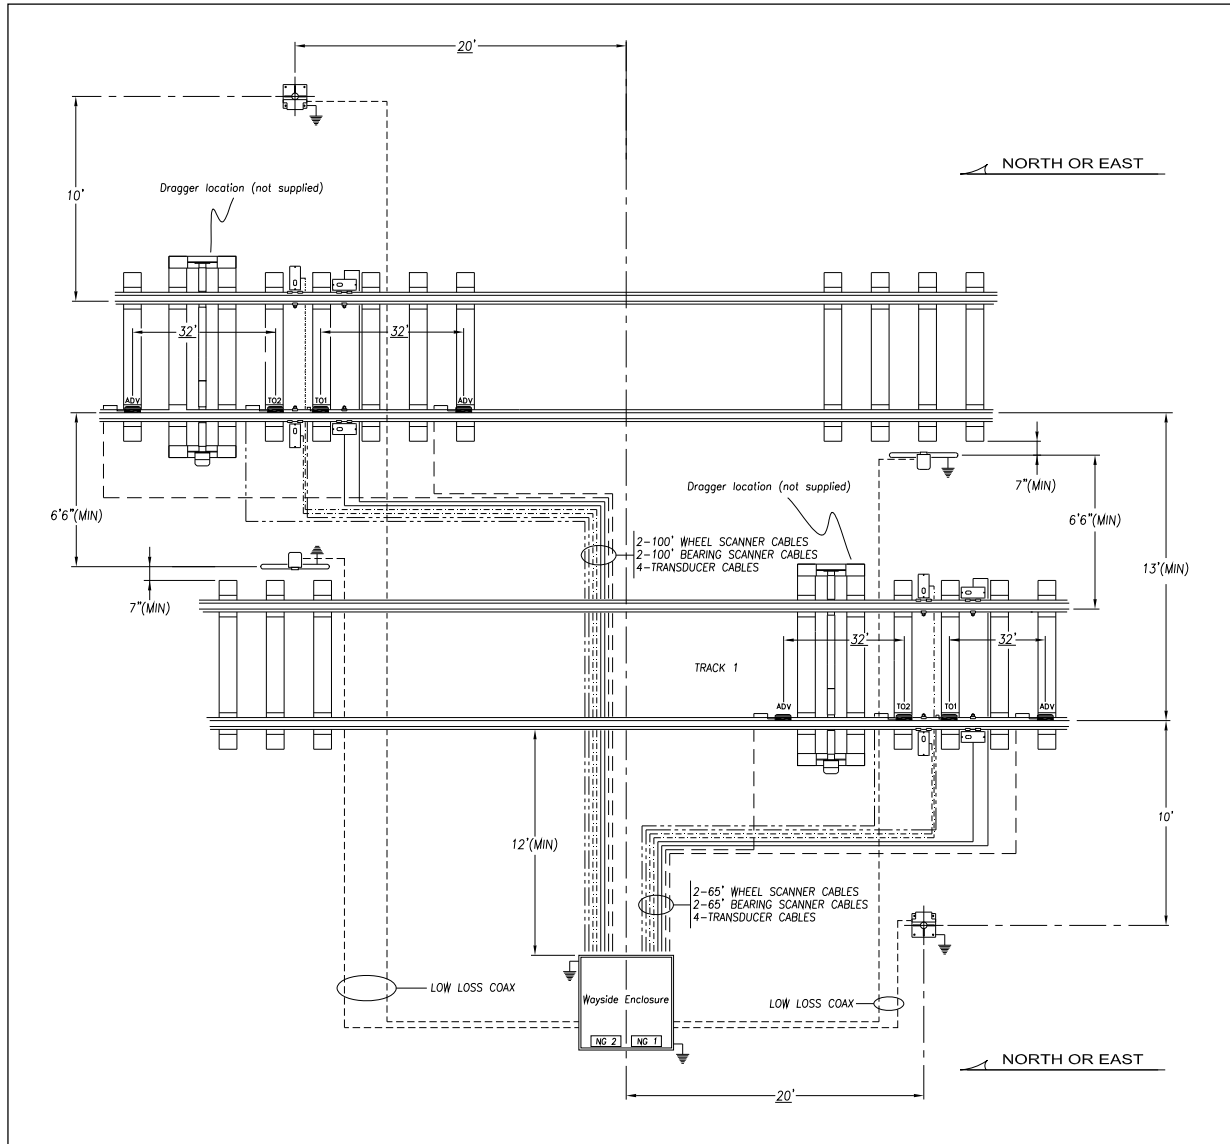 20'
NORTH OR EAST
Dragger location (not supplied)
10'
32'
32'
ADV
TO2
TO1
ADV
7"(MIN)
Dragger location (not supplied)
6'6"(MIN)
6'6"(MIN)
2-100' WHEEL SCANNER CABLES
2-100' BEARING SCANNER CABLES
4-TRANSDUCER CABLES
13'(MIN)
7"(MIN)
32'
32'
TRACK 1
ADV
TO2
TO1
ADV
10'
12'(MIN)
2-65' WHEEL SCANNER CABLES
2-65' BEARING SCANNER CABLES
4-TRANSDUCER CABLES
LOW LOSS COAX
Wayside Enclosure
LOW LOSS COAX
NG 2
NG 1
NORTH OR EAST
20'